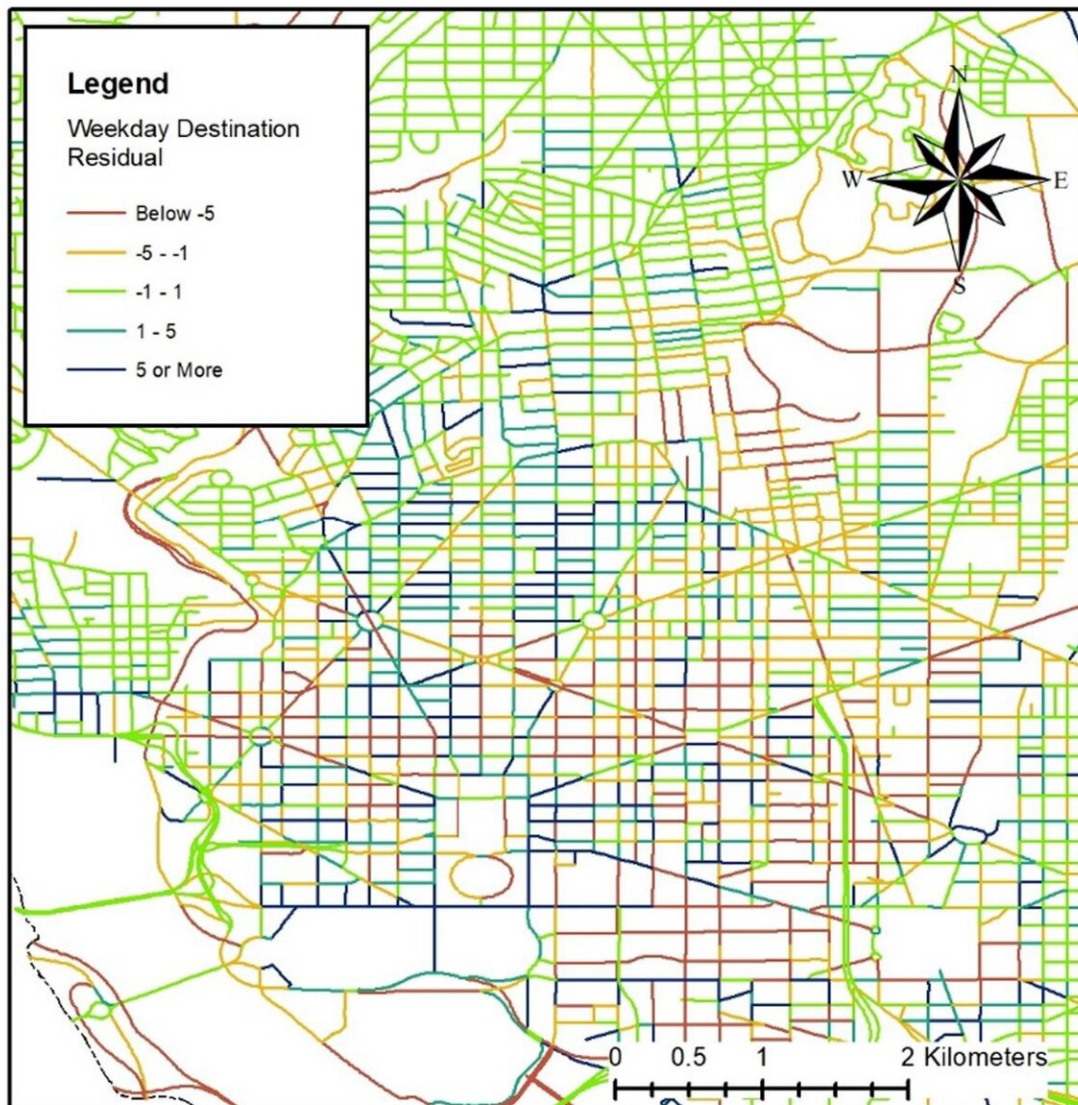 Legend
Weekday Destination
Residual
Below -5
-5 - -1
-1 - 1
1 - 5
5 or More
N
W
E
S
0 0.5 1 2 Kilometers